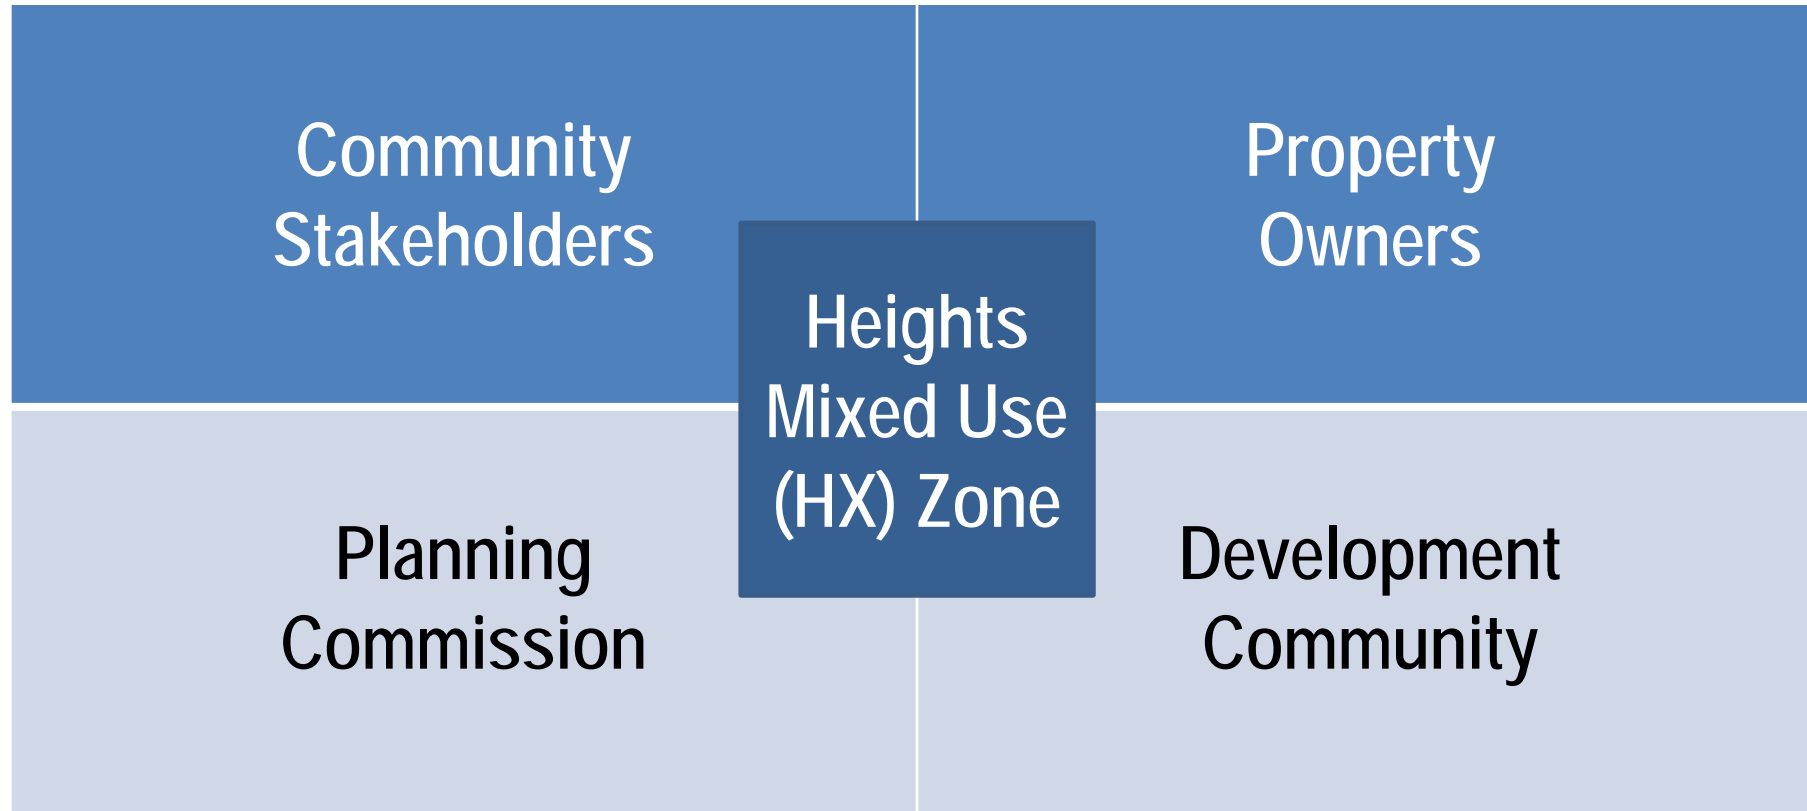 Community
Stakeholders
Property
Owners
Heights
Mixed Use
(HX) Zone
Planning
Commission
Development
Community